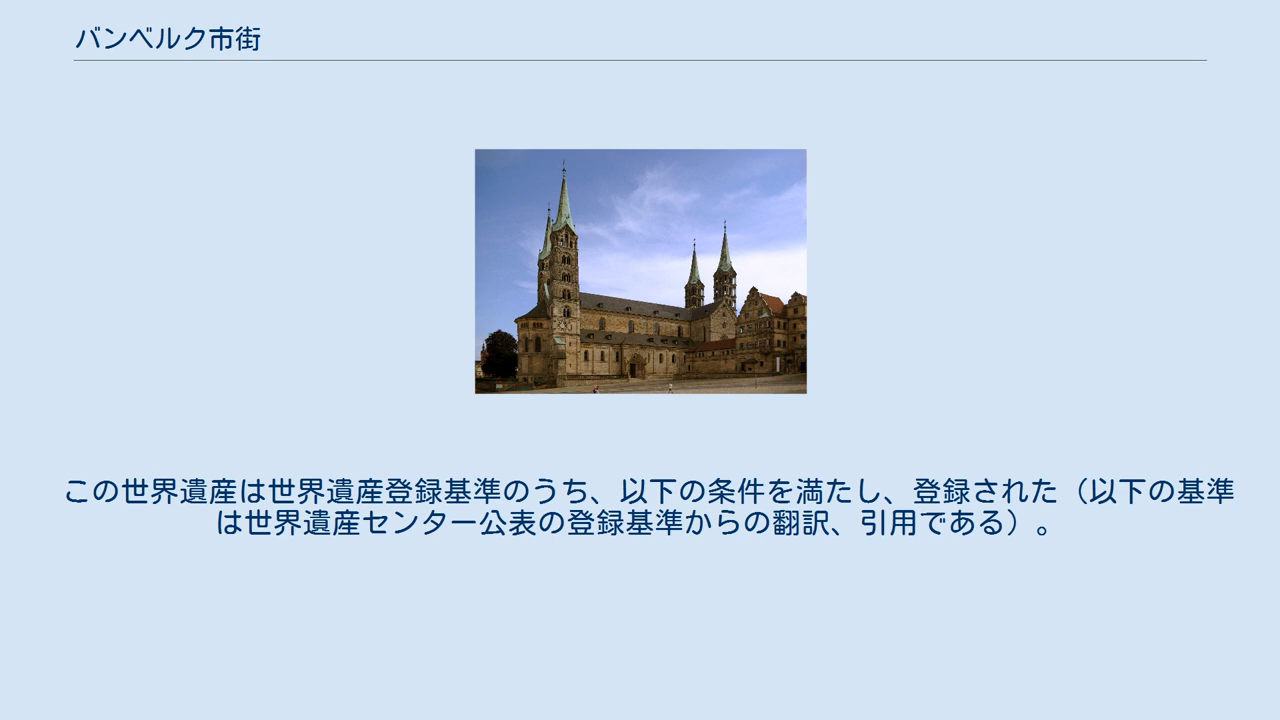 バンベルク市街
この世界遺産は世界遺産登録基準のうち、以下の条件を満たし、登録された（以下の基準
は世界遺産センター公表の登録基準からの翻訳、引用である）。